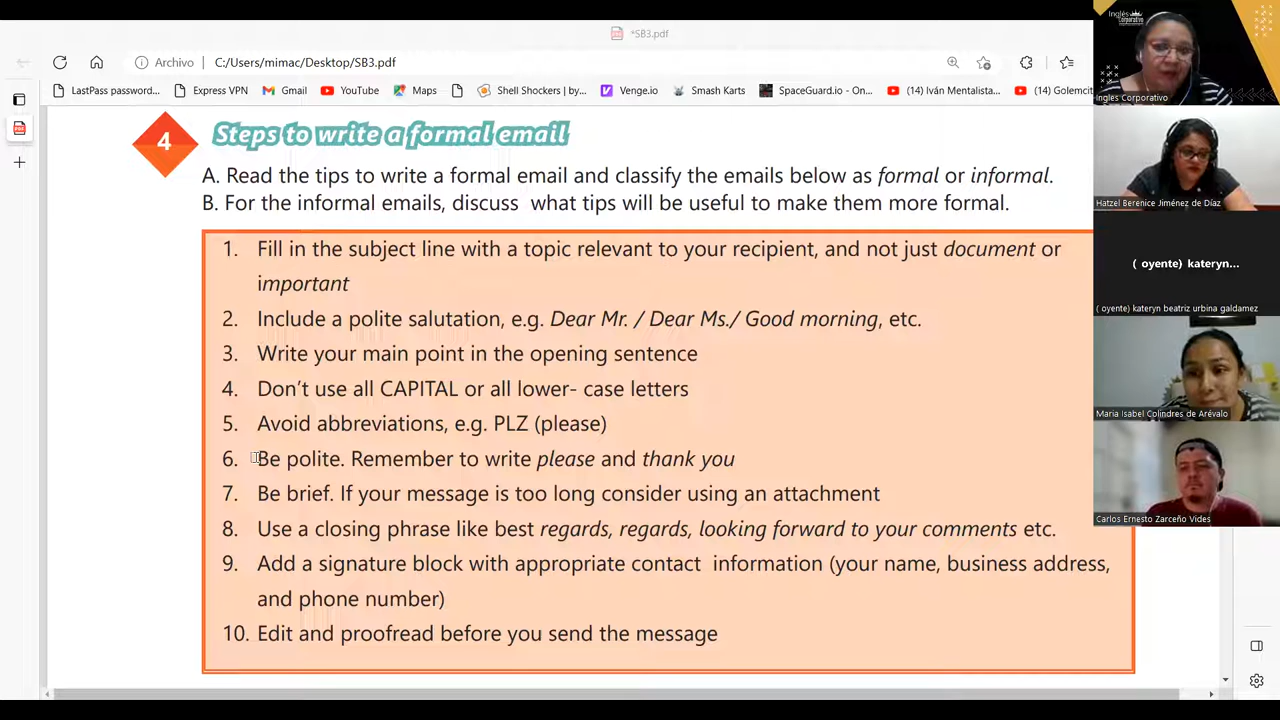 *SB3.pdf
Archivo C:/Users/mimac/Desktop/SB3.pdf
LastPass password... Express VPN Gmail YouTube Maps Shell Shockers | by... Venge.io Smash Karts SpaceGuard.io - On... (14) Iván Mentalista... (14) Golemcit
4 Steps to write a formal email
A. Read the tips to write a formal email and classify the emails below as formal or informal.
B. For the informal emails, discuss what tips will be useful to make them more formal.
1. Fill in the subject line with a topic relevant to your recipient, and not just document or
important
2. Include a polite salutation, e.g. Dear Mr. / Dear Ms./ Good morning, etc.
3. Write your main point in the opening sentence
4. Don't use all CAPITAL or all lower- case letters
5. Avoid abbreviations, e.g. PLZ (please)
6. Be polite. Remember to write please and thank you
7. Be brief. If your message is too long consider using an attachment
8. Use a closing phrase like best regards, regards, looking forward to your comments etc.
9. Add a signature block with appropriate contact information (your name, business address,
and phone number)
10. Edit and proofread before you send the message
Inglés
Corporativo
Ingles Corporativo
Hatzel Berenice Jiménez de Díaz
( oyente) kateryn...
( oyente) kateryn beatriz urbina galdamez
Maria Isabel Colindres de Arévalo
Carlos Ernesto Zarceño Vides